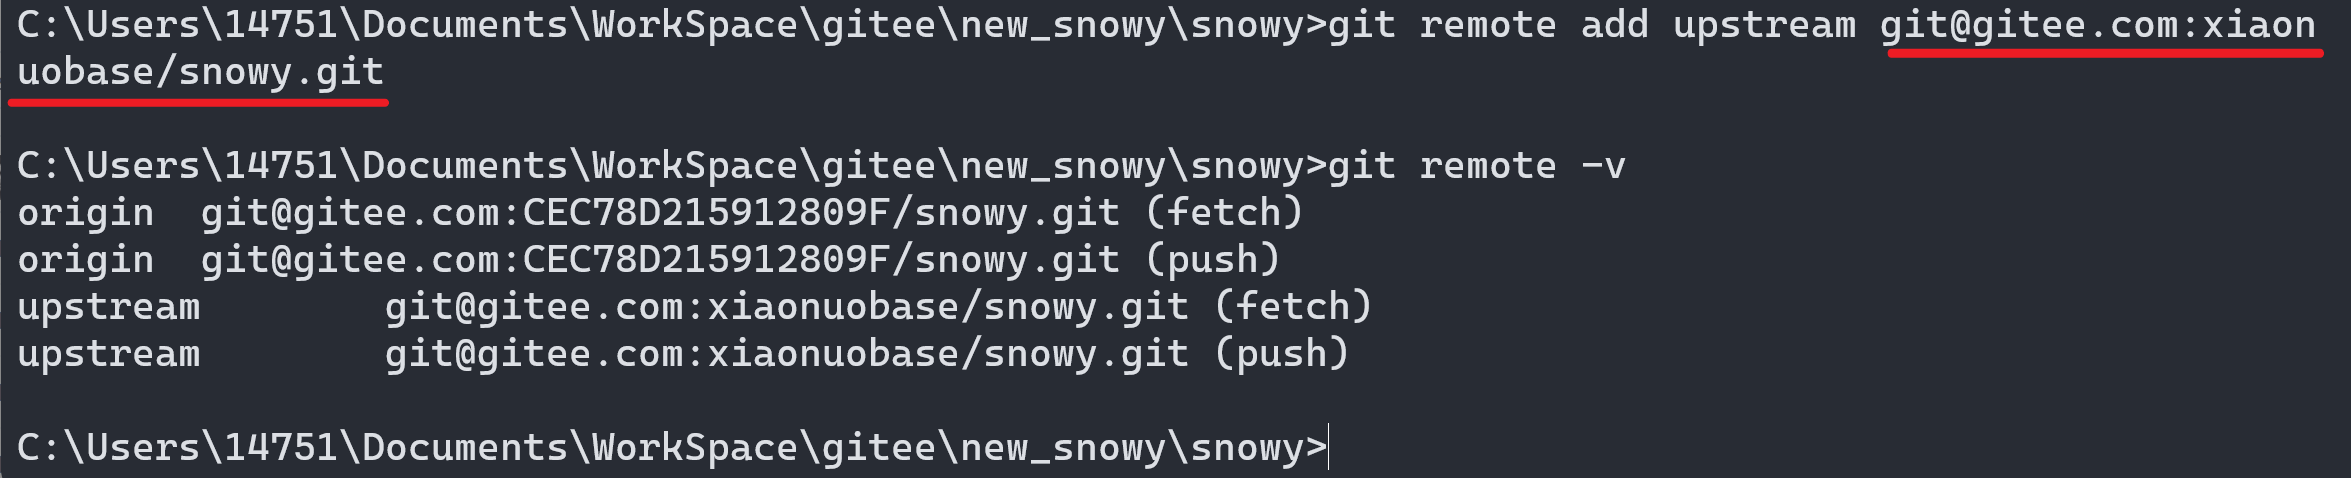 C:\Users\14751\Documents\WorkSpace\gitee\new_snowy\snowy>git remote add upstream git@gitee.com:xiaon
uobase/snowy.git
C:\Users\14751\Documents\WorkSpace\gitee\new_snowy\snowy>git remote -v
origin  git@gitee.com:CEC78D215912809F/snowy.git (fetch)
origin  git@gitee.com:CEC78D215912809F/snowy.git (push)
upstream        git@gitee.com:xiaonuobase/snowy.git (fetch)
upstream        git@gitee.com:xiaonuobase/snowy.git (push)
C:\Users\14751\Documents\WorkSpace\gitee\new_snowy\snowy>